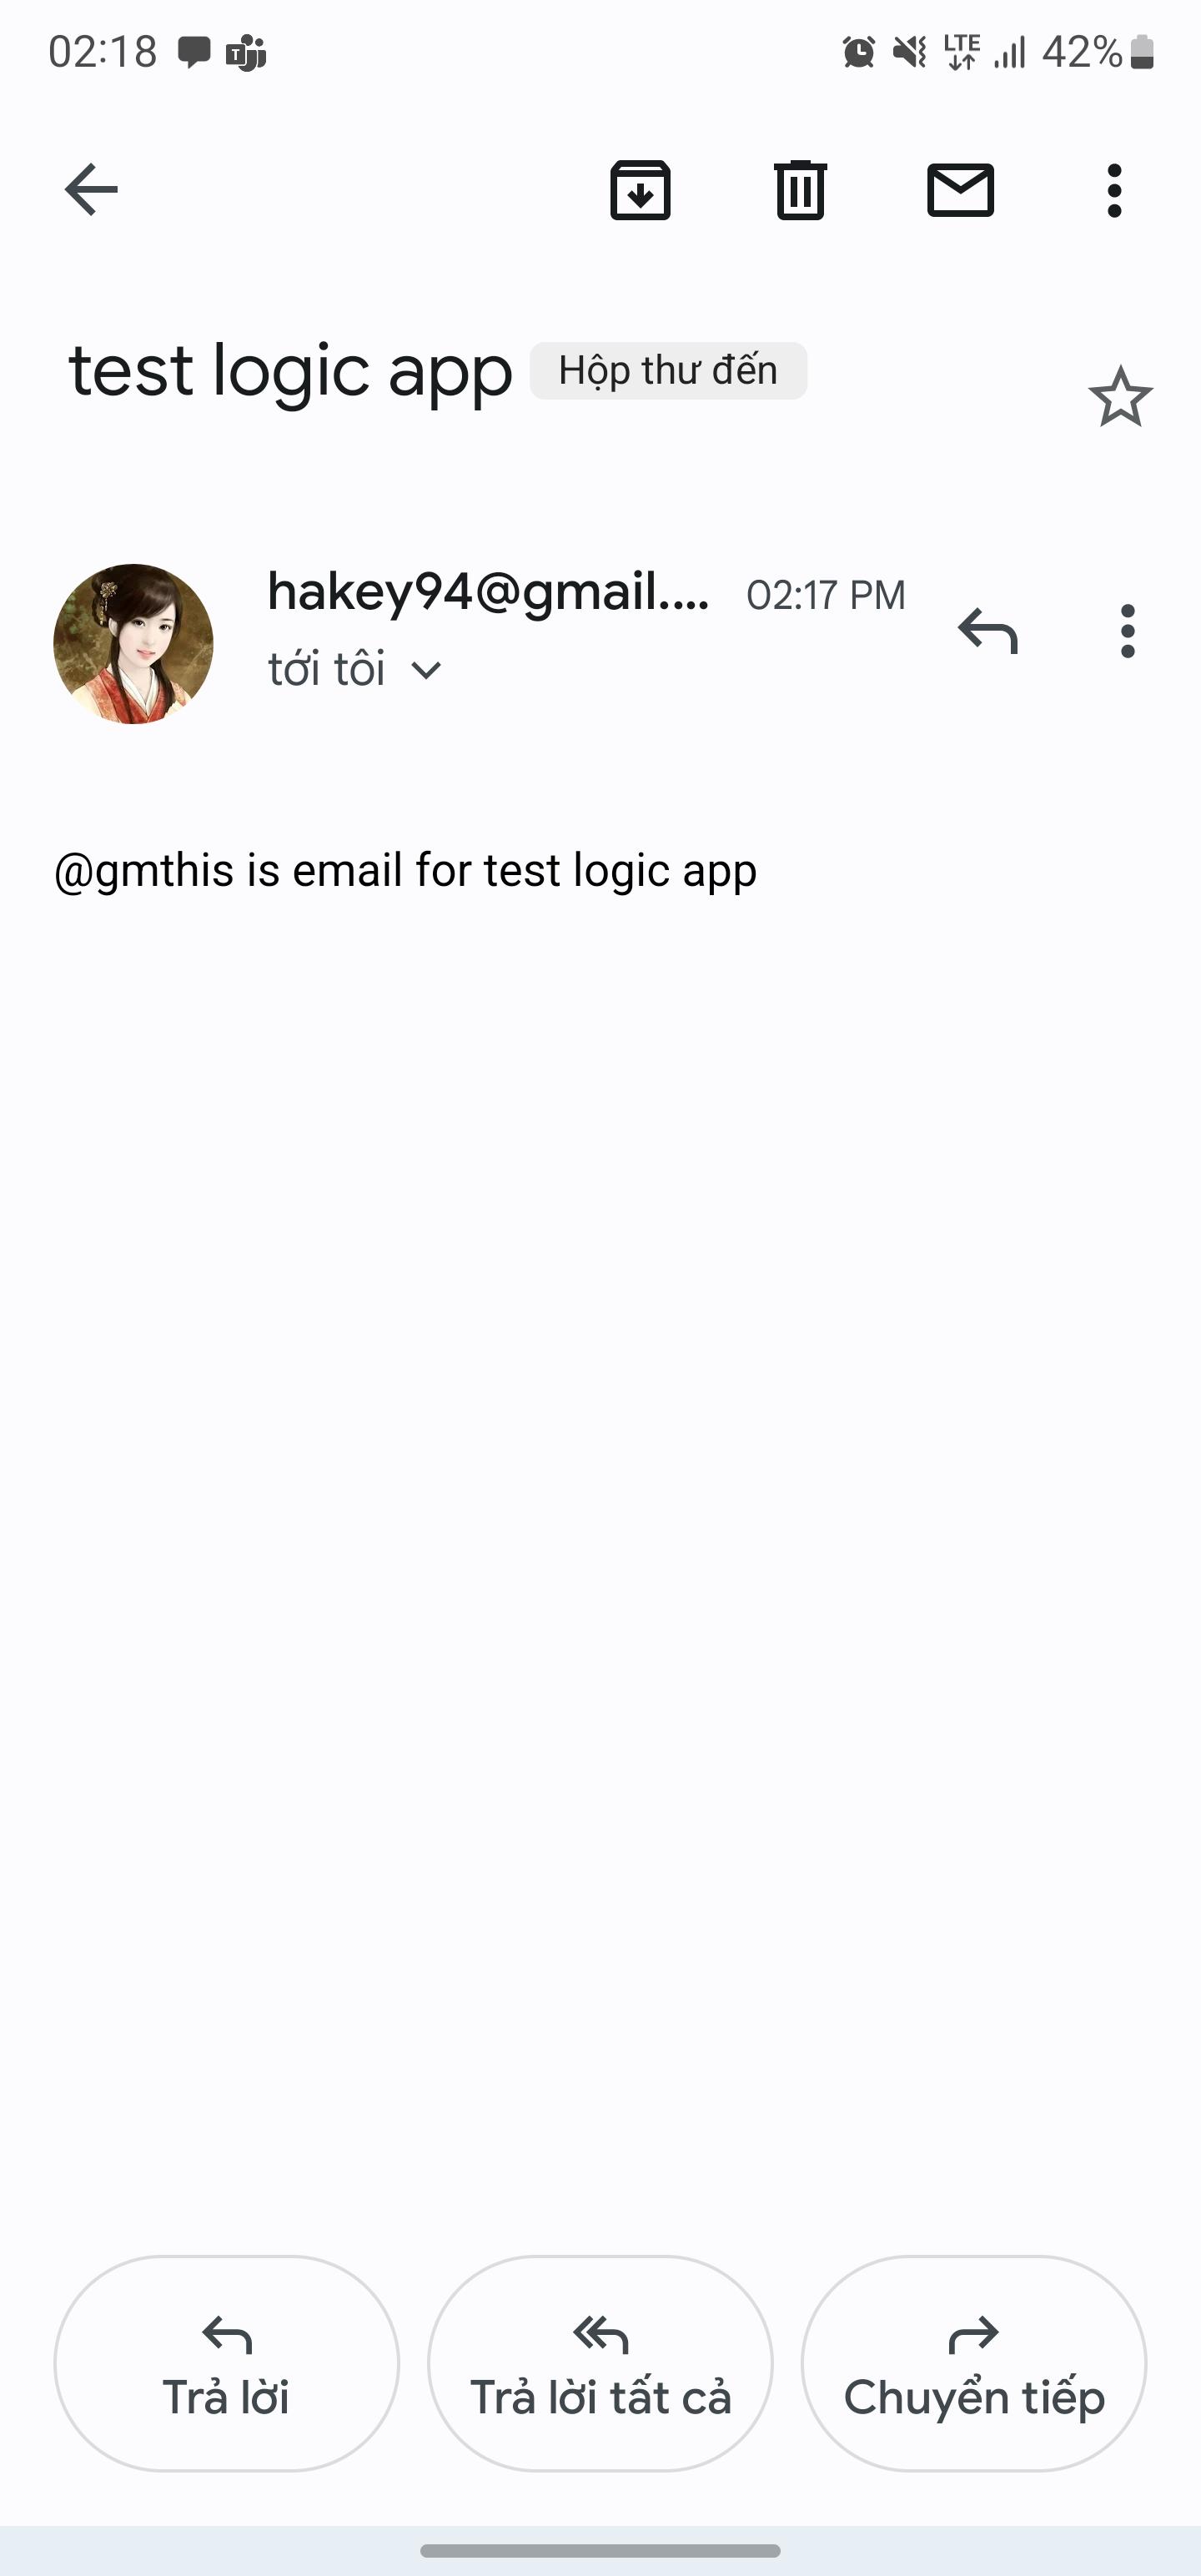 02:18 LTE 42%
test logic app Hộp thư đến
hakey94@gmail.... 02:17 PM
tới tôi
@gmthis is email for test logic app
Trả lời Trả lời tất cả Chuyển tiếp